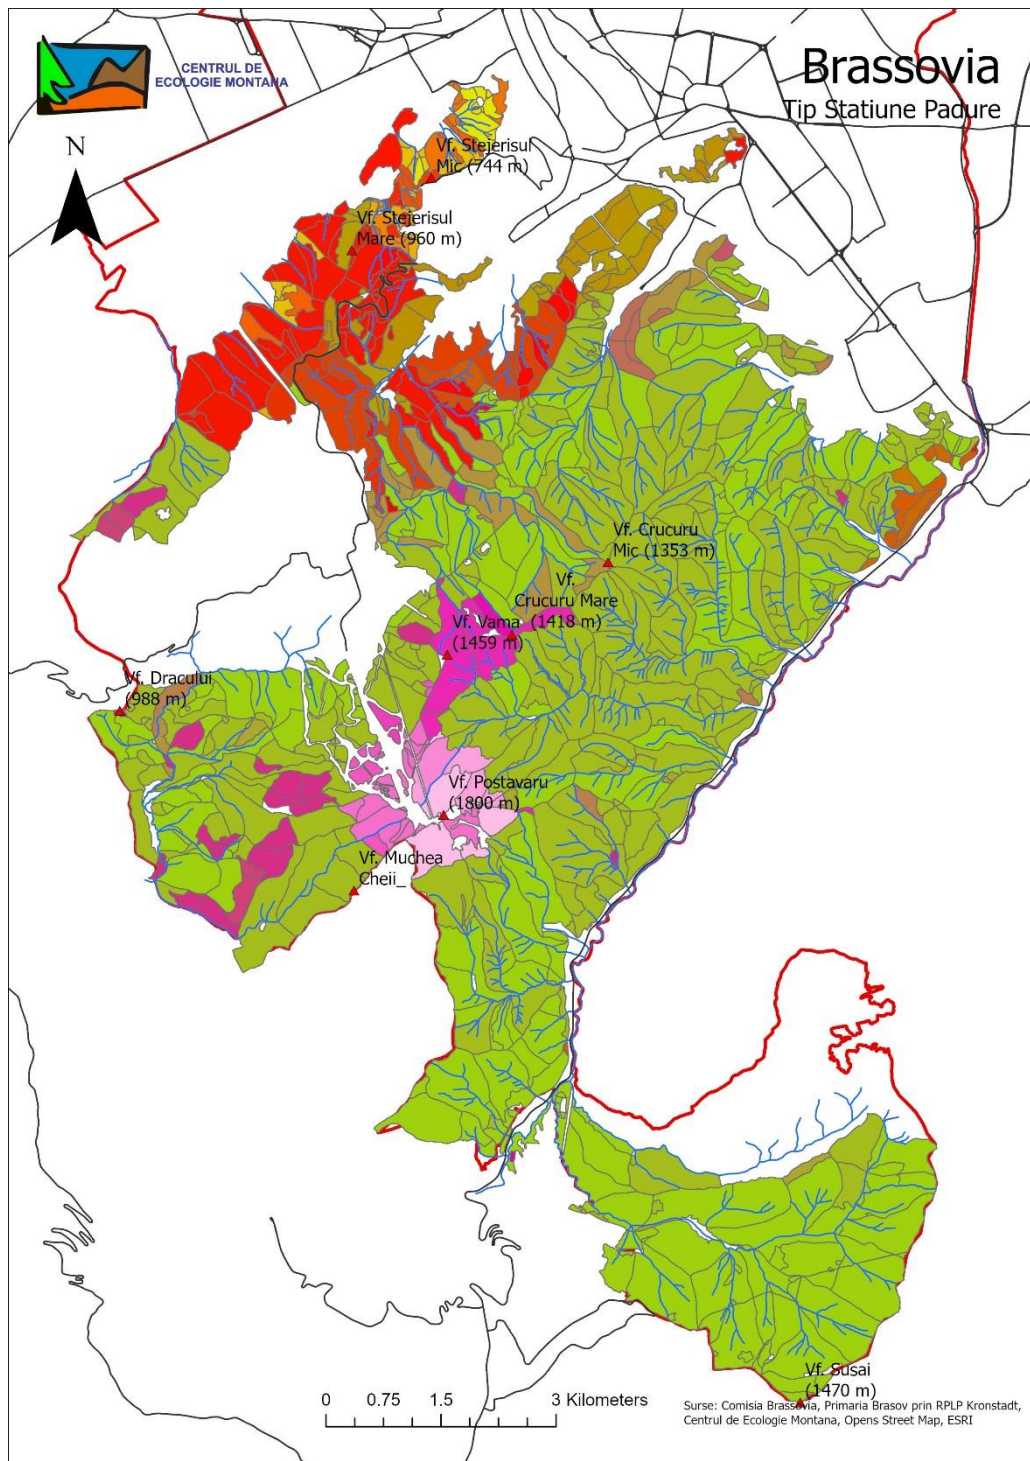 CENTRUL DE
ECOLOGIE MONTANA
Brassovia
Tip Statiune Padure
N
Vf. Steierisul
Mic (744 m)
Vf. Steierisul
Mare (960 m)
Vf. Crucuru
Mic (1353 m)
Vf.
Crucuru Mare
(1418 m)
Vf. Vama
(1459 m)
Vf. Dracului
(988 m)
Vf. Postavaru
(1800 m)
Vf. Muchea
Cheii_
Vf. Susai
(1470 m)
0 0.75 1.5 3 Kilometers
Surse: Comisia Brassovia, Primaria Brasov prin RPLP Kronstadt,
Centrul de Ecologie Montana, Opens Street Map, ESRI